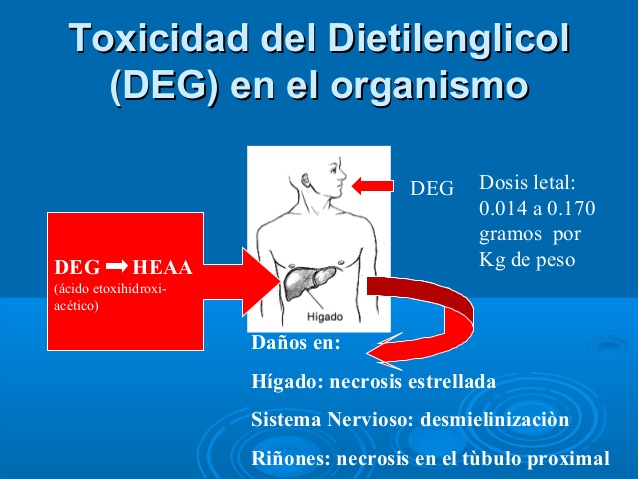 Toxicidad del Dietilenglicol
(DEG) en el organismo
DEG
Dosis letal:
0.014 a 0.170
gramos por
Kg de peso
DEG ➞ HEAA
(ácido etoxihidroxi-
acético)
Hígado
Daños en:
Hígado: necrosis estrellada
Sistema Nervioso: desmielinizaciòn
Riñones: necrosis en el tùbulo proximal